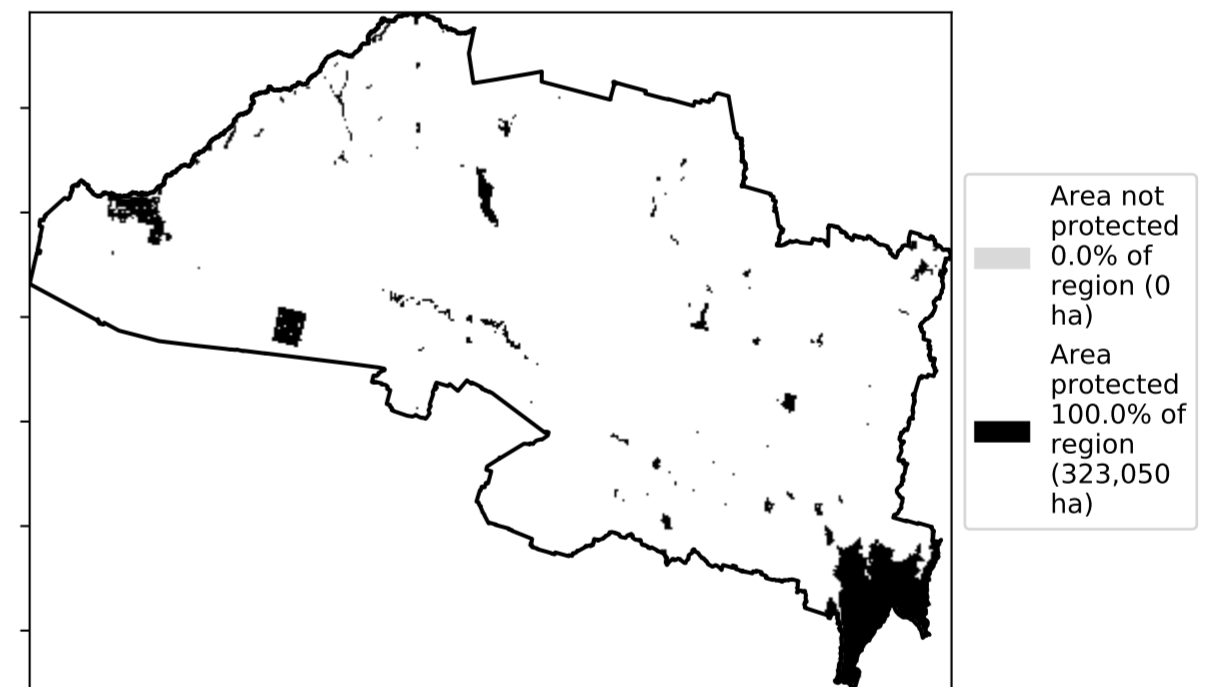 Area not
protected
0.0% of
region (0
ha)
Area
protected
100.0% of
region
(323,050
ha)